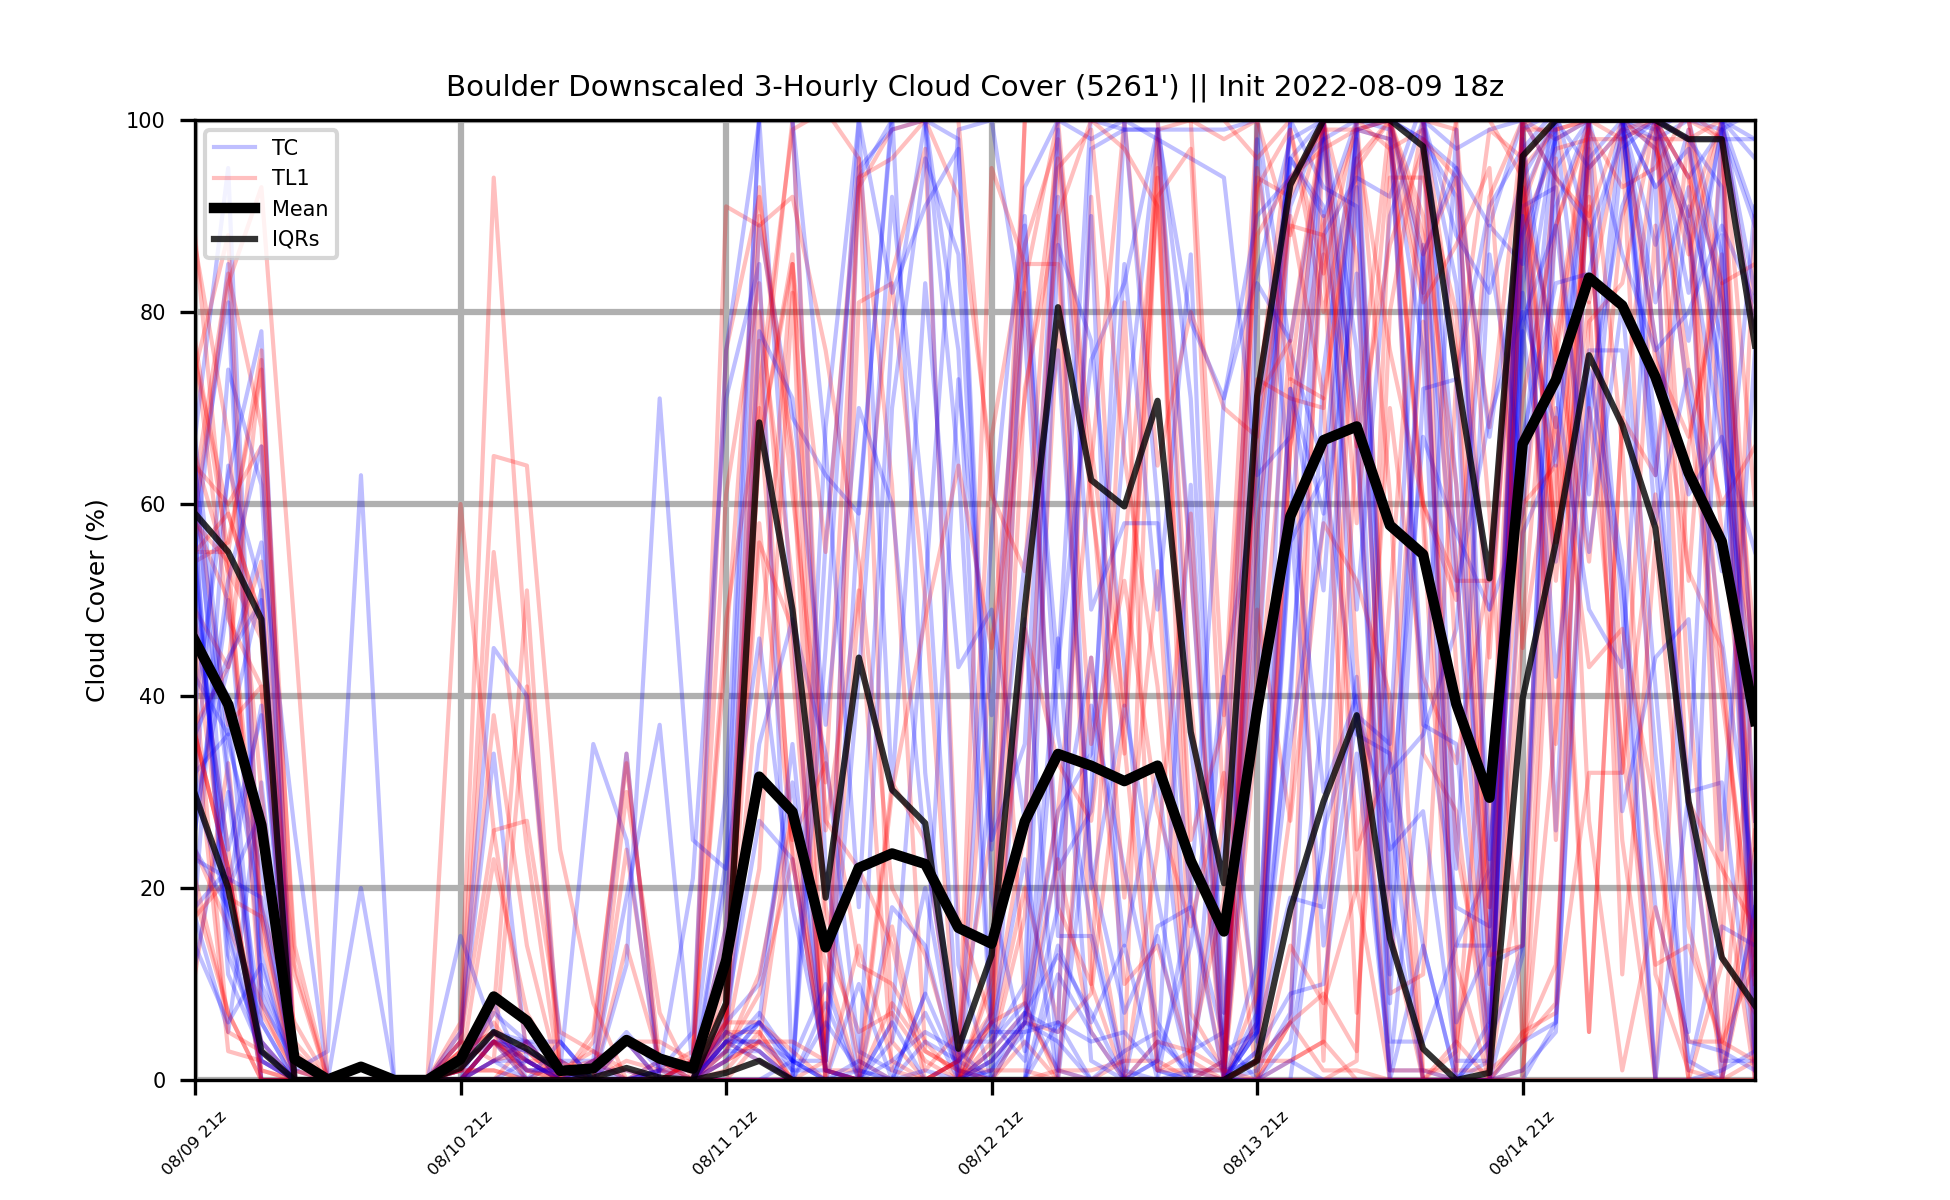 Boulder Downscaled 3-Hourly Cloud Cover (5261') || Init 2022-08-09 18z
TC
TL1
Mean
IQRs
Cloud Cover (%)
100
80
60
40
20
0
08/09 21z
08/10 21z
08/11 21z
08/12 21z
08/13 21z
08/14 21z